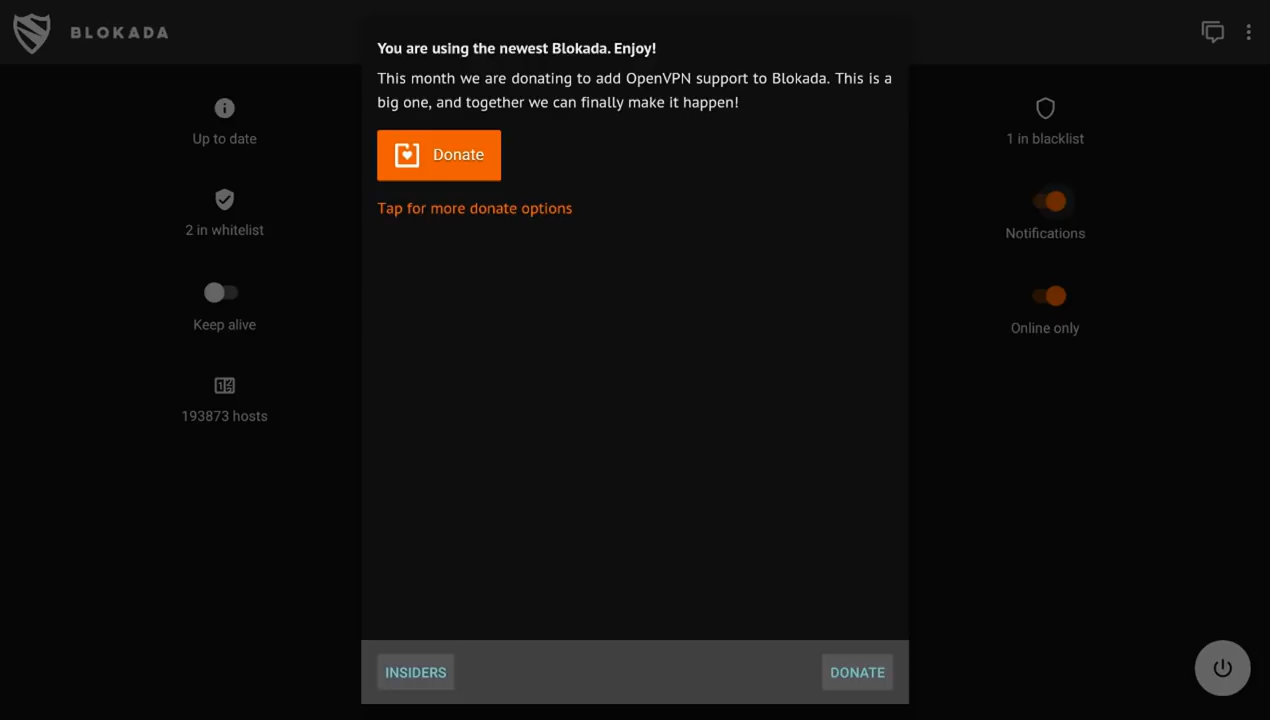 BLOKADA
You are using the newest Blokada. Enjoy!
This month we are donating to add OpenVPN support to Blokada. This is a
big one, and together we can finally make it happen!
Donate
Tap for more donate options
Up to date
1 in blacklist
2 in whitelist
Notifications
Keep alive
Online only
193873 hosts
INSIDERS
DONATE